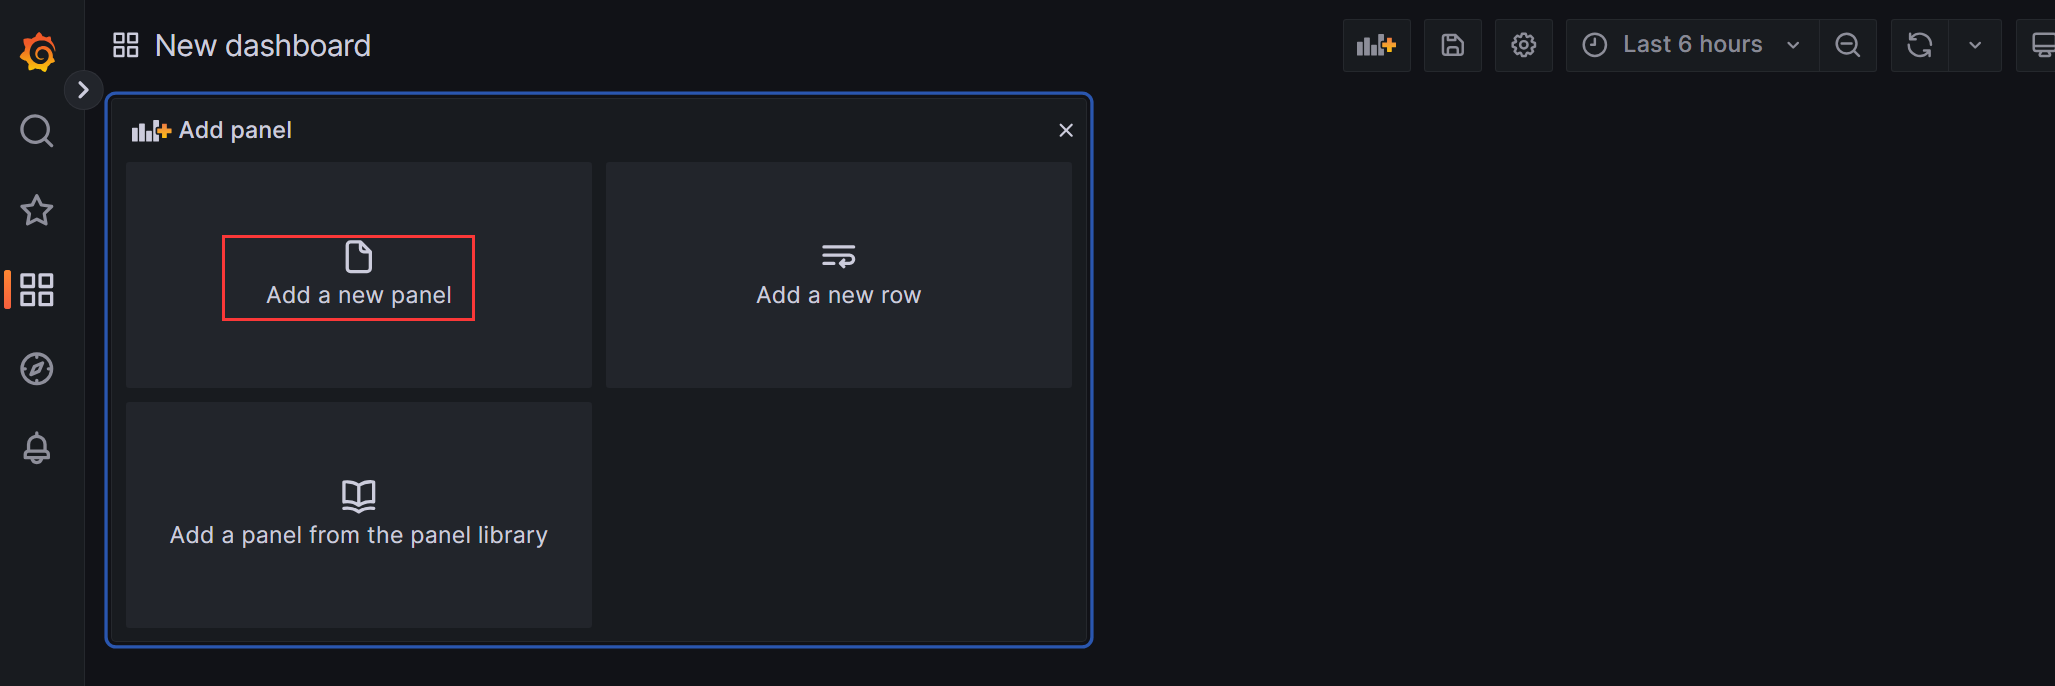 New dashboard
Last 6 hours
Add panel
Add a new panel
Add a new row
Add a panel from the panel library